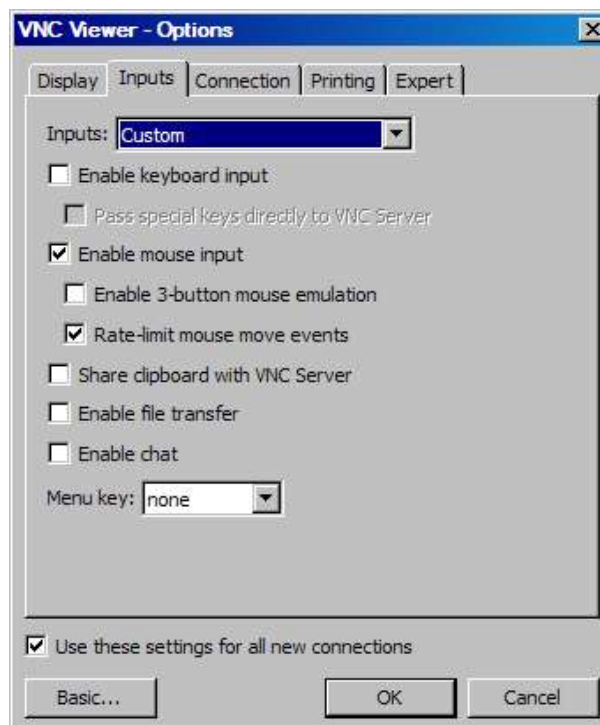 VNC Viewer - Options
Display Inputs Connection Printing Expert
Inputs: Custom
Enable keyboard input
Pass special keys directly to VNC Server
Enable mouse input
Enable 3-button mouse emulation
Rate-limit mouse move events
Share clipboard with VNC Server
Enable file transfer
Enable chat
Menu key: none
Use these settings for all new connections
Basic... OK Cancel